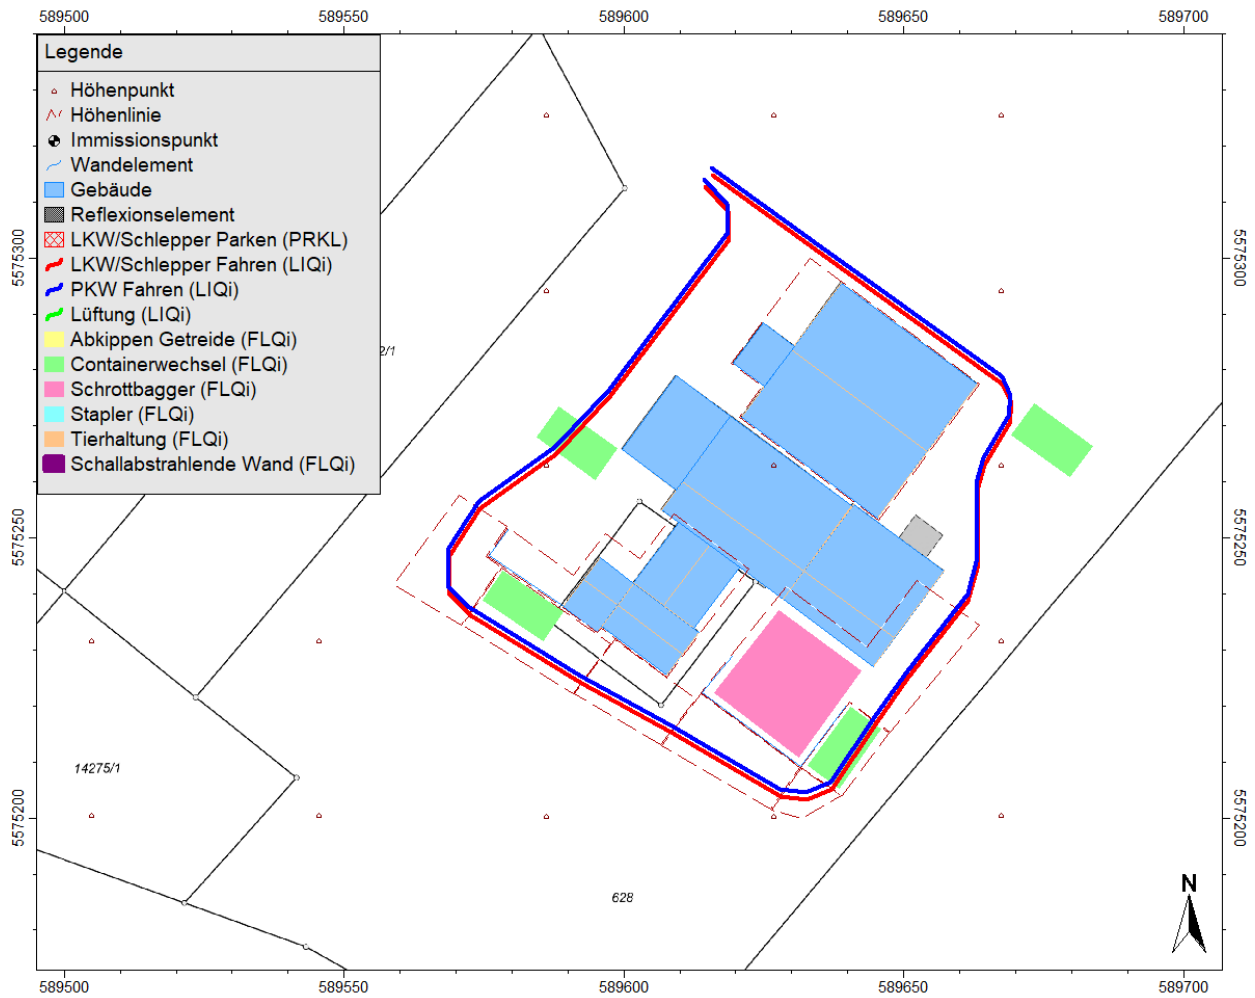 589500 589550 589600 589650 589700
Legende
Höhenpunkt
Höhenlinie
Immissionspunkt
Wandelement
Gebäude
Reflexionselement
LKW/Schlepper Parken (PRKL)
LKW/Schlepper Fahren (LIQi)
PKW Fahren (LIQi)
Lüftung (LIQi)
Abkippen Getreide (FLQi)
Containerwechsel (FLQi)
Schrottbagger (FLQi)
Stapler (FLQi)
Tierhaltung (FLQi)
Schallabstrahlende Wand (FLQi)
5575300
5575300
2/1
5575250
5575250
14275/1
5575200
5575200
628
N
589500 589550 589600 589650 589700